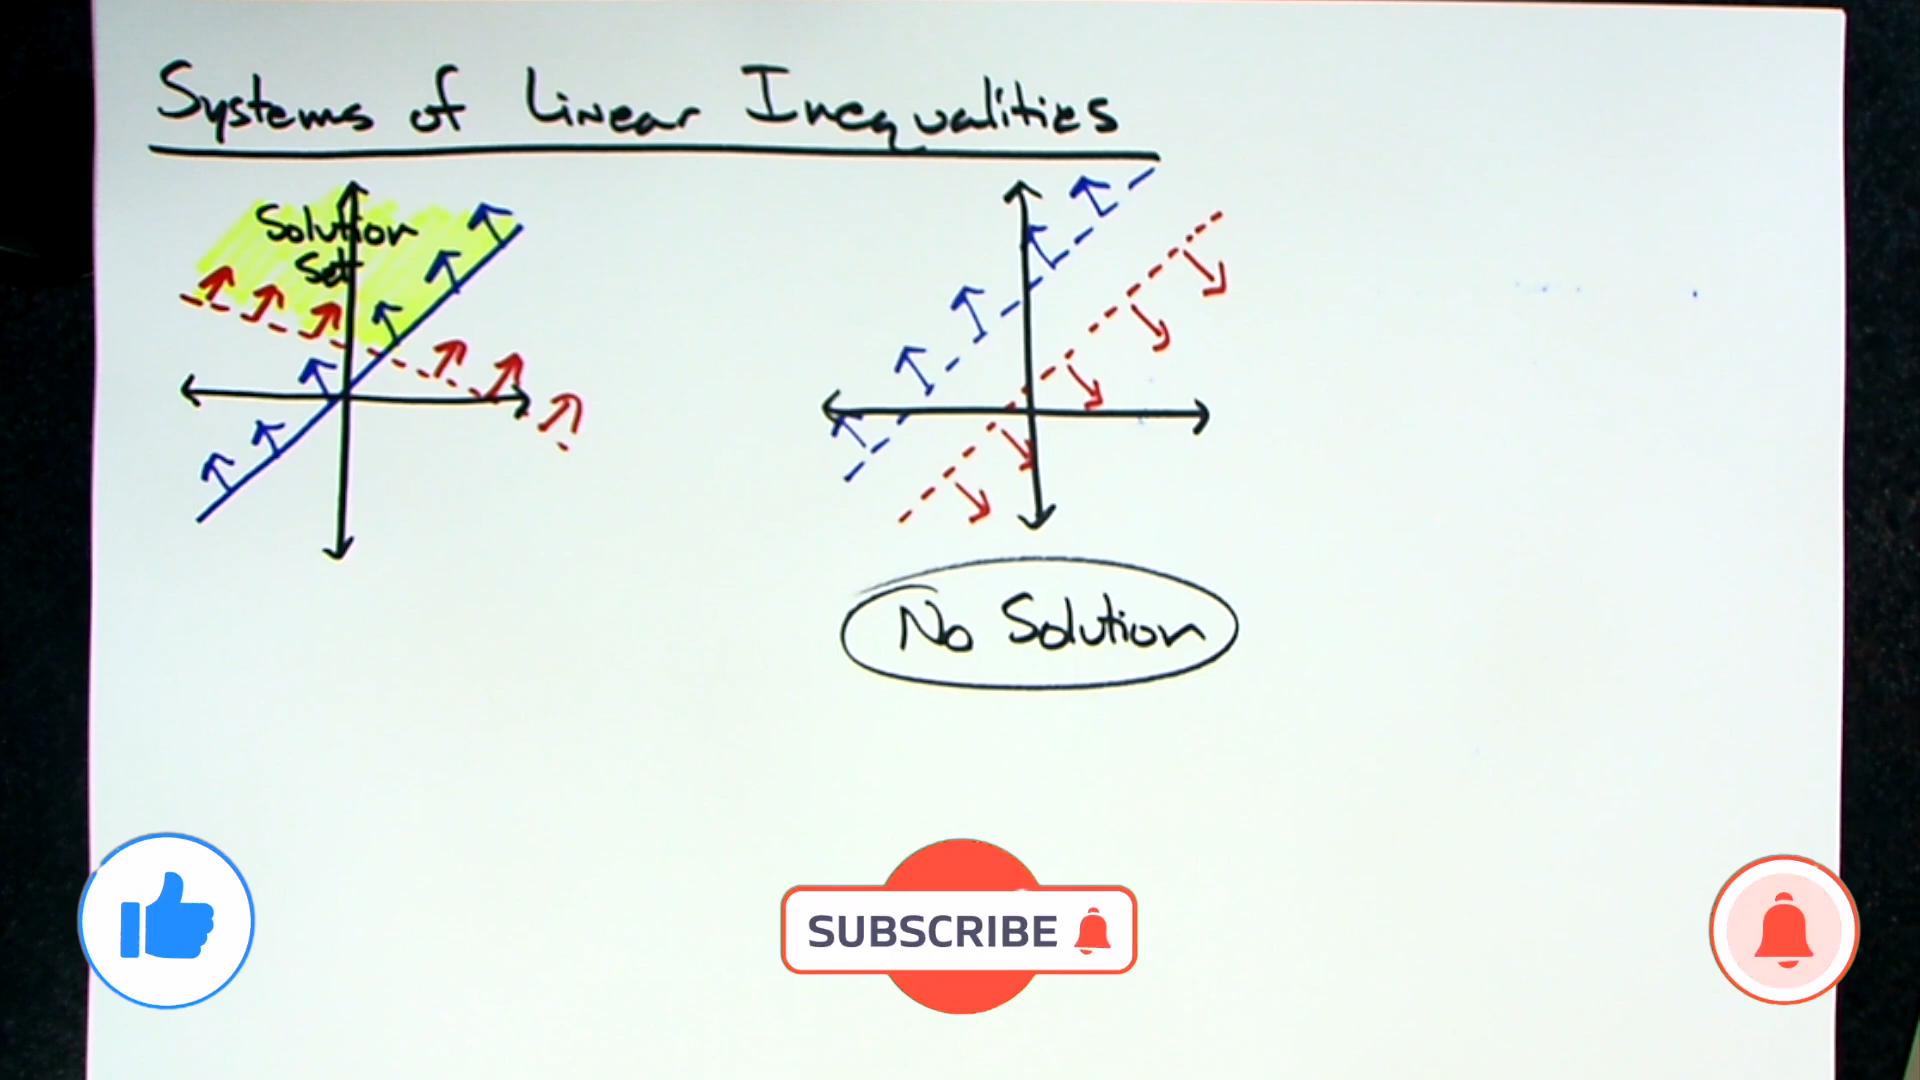 Systems of Linear Inequalities
Solution
Set
No Solution
SUBSCRIBE